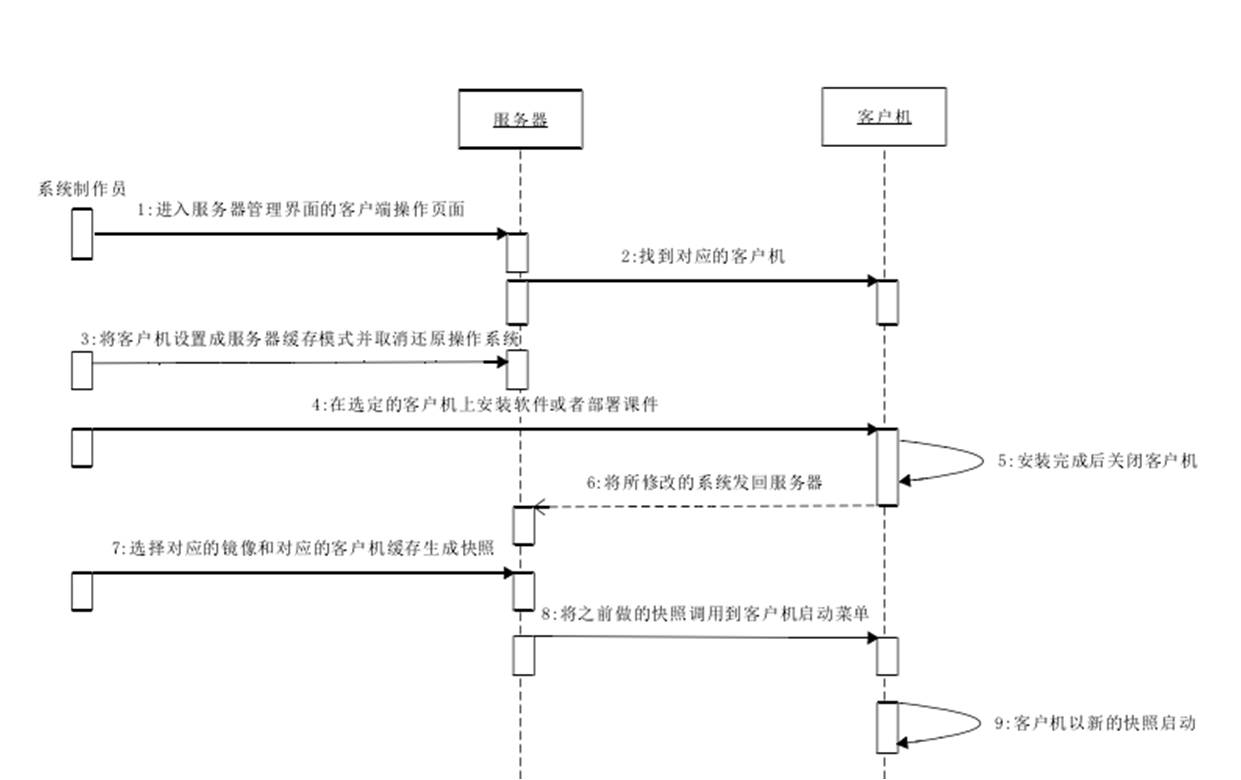 服务器
客户机
系统制作员
1:进入服务器管理界面的客户端操作页面
2:找到对应的客户机
3:将客户机设置成服务器缓存模式并取消还原操作系统
4:在选定的客户机上安装软件或者部署课件
5:安装完成后关闭客户机
6:将所修改的系统发回服务器
7:选择对应的镜像和对应的客户机缓存生成快照
8:将之前做的快照调用到客户机启动菜单
9:客户机以新的快照启动